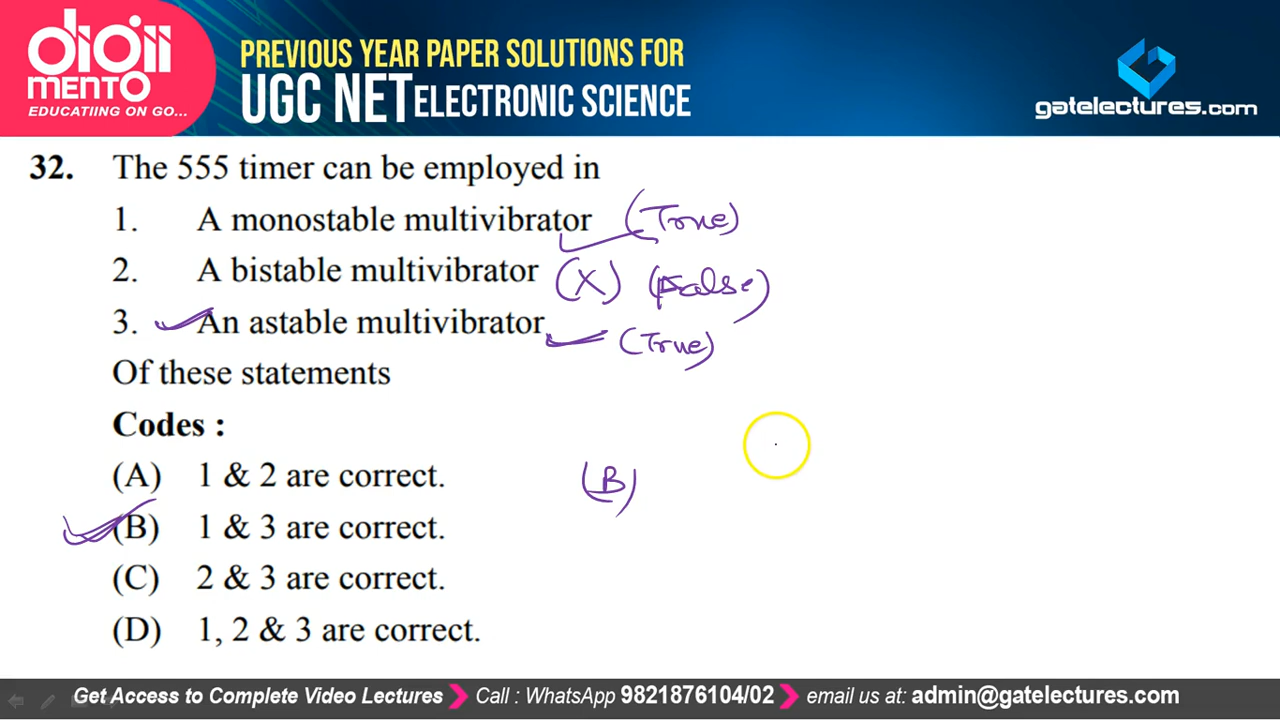 digii
MENTO
EDUCATIING ON GO...
PREVIOUS YEAR PAPER SOLUTIONS FOR
UGC NET ELECTRONIC SCIENCE
gatelectures.com
32. The 555 timer can be employed in
1. A monostable multivibrator (True)
2. A bistable multivibrator (X) (False)
3. An astable multivibrator (True)
Of these statements
Codes :
(A) 1 & 2 are correct. (B)
(B) 1 & 3 are correct.
(C) 2 & 3 are correct.
(D) 1, 2 & 3 are correct.
Get Access to Complete Video Lectures Call : WhatsApp 9821876104/02 email us at: admin@gatelectures.com